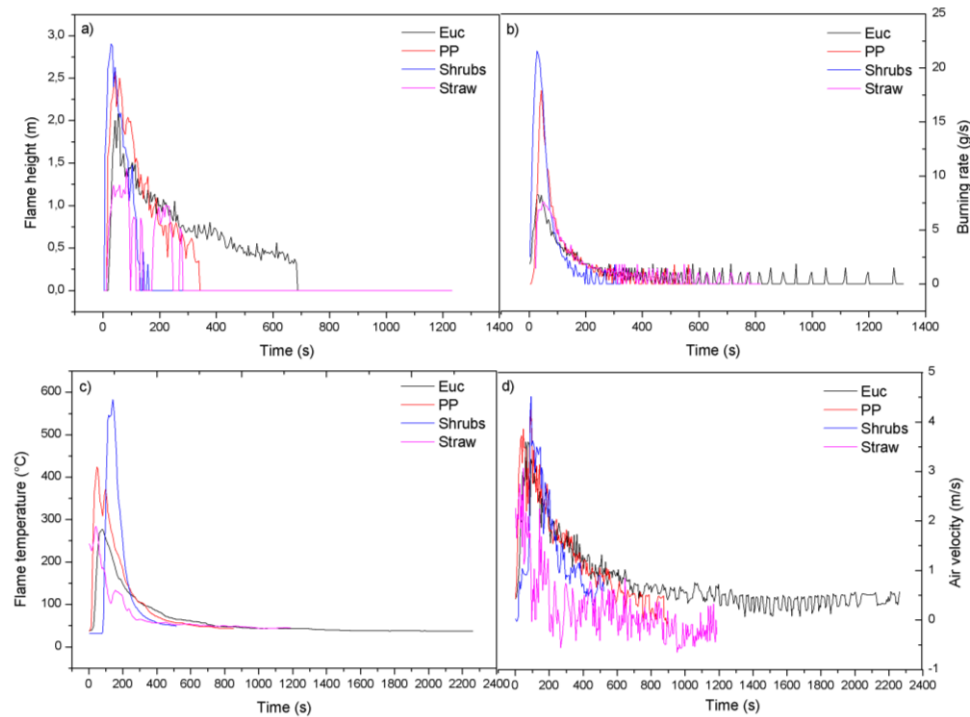 a)
Euc
PP
Shrubs
Straw
3,0
2,5
2,0
1,5
1,0
0,5
0,0
Flame height (m)
0 200 400 600 800 1000 1200 1400
Time (s)
b)
Euc
PP
Shrubs
Straw
25
20
15
10
5
0
Burning rate (g/s)
0 200 400 600 800 1000 1200 1400
Time (s)
c)
Euc
PP
Shrubs
Straw
600
500
400
300
200
100
0
Flame temperature (°C)
0 200 400 600 800 1000 1200 1400 1600 1800 2000 2200 2400
Time (s)
d)
Euc
PP
Shrubs
Straw
5
4
3
2
1
0
-1
Air velocity (m/s)
0 200 400 600 800 1000 1200 1400 1600 1800 2000 2200 2400
Time (s)